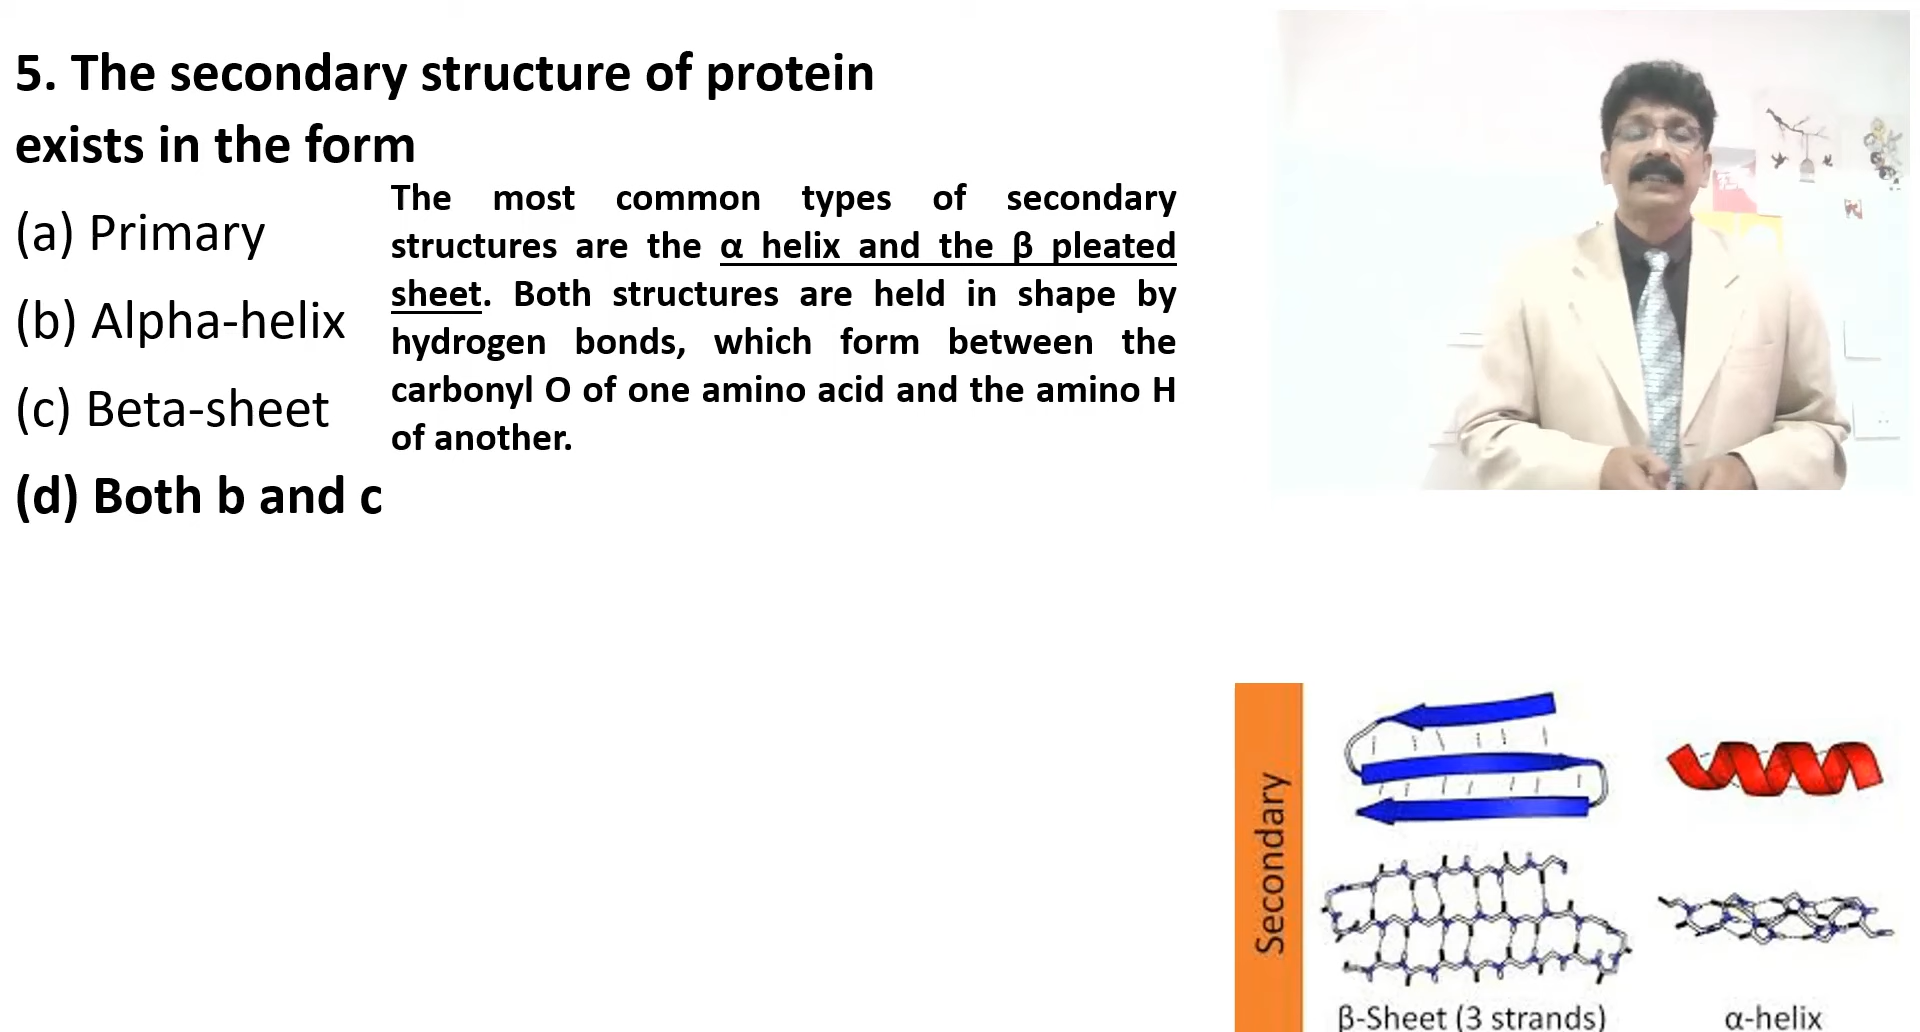 5. The secondary structure of protein
exists in the form
(a) Primary
(b) Alpha-helix
(c) Beta-sheet
(d) Both b and c
The most common types of secondary
structures are the α helix and the β pleated
sheet. Both structures are held in shape by
hydrogen bonds, which form between the
carbonyl O of one amino acid and the amino H
of another.
Secondary
β-Sheet (3 strands)
α-helix